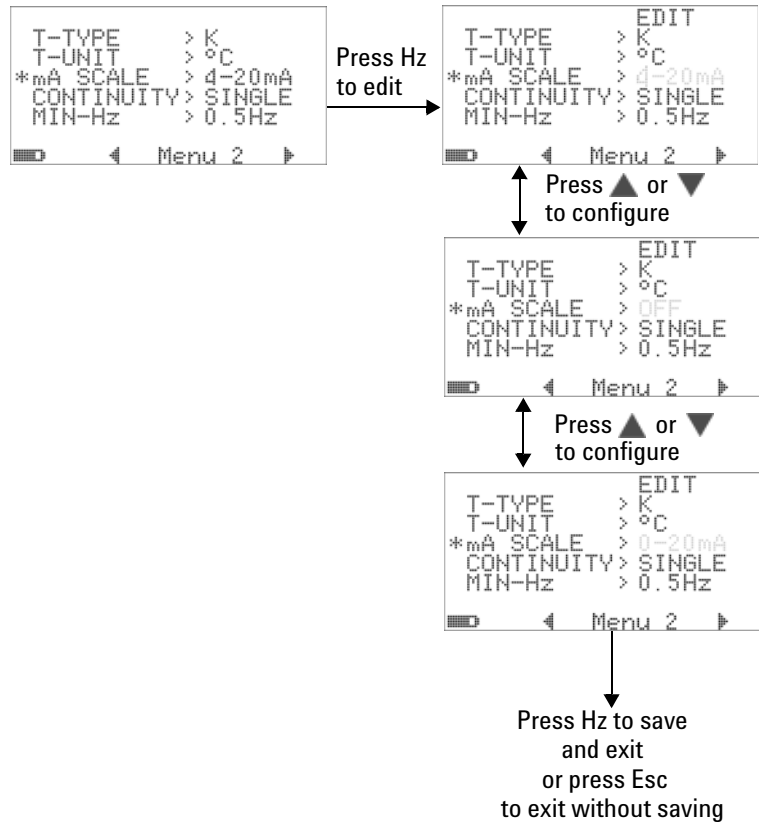 T-TYPE > K
T-UNIT > °C
*mA SCALE > 4-20mA
CONTINUITY> SINGLE
MIN-Hz > 0.5Hz
Menu 2
Press Hz
to edit
EDIT
T-TYPE > K
T-UNIT > °C
*mA SCALE > 4-20mA
CONTINUITY> SINGLE
MIN-Hz > 0.5Hz
Menu 2
Press ▲ or ▼
to configure
EDIT
T-TYPE > K
T-UNIT > °C
*mA SCALE > OFF
CONTINUITY> SINGLE
MIN-Hz > 0.5Hz
Menu 2
Press ▲ or ▼
to configure
EDIT
T-TYPE > K
T-UNIT > °C
*mA SCALE > 0-20mA
CONTINUITY> SINGLE
MIN-Hz > 0.5Hz
Menu 2
Press Hz to save
and exit
or press Esc
to exit without saving